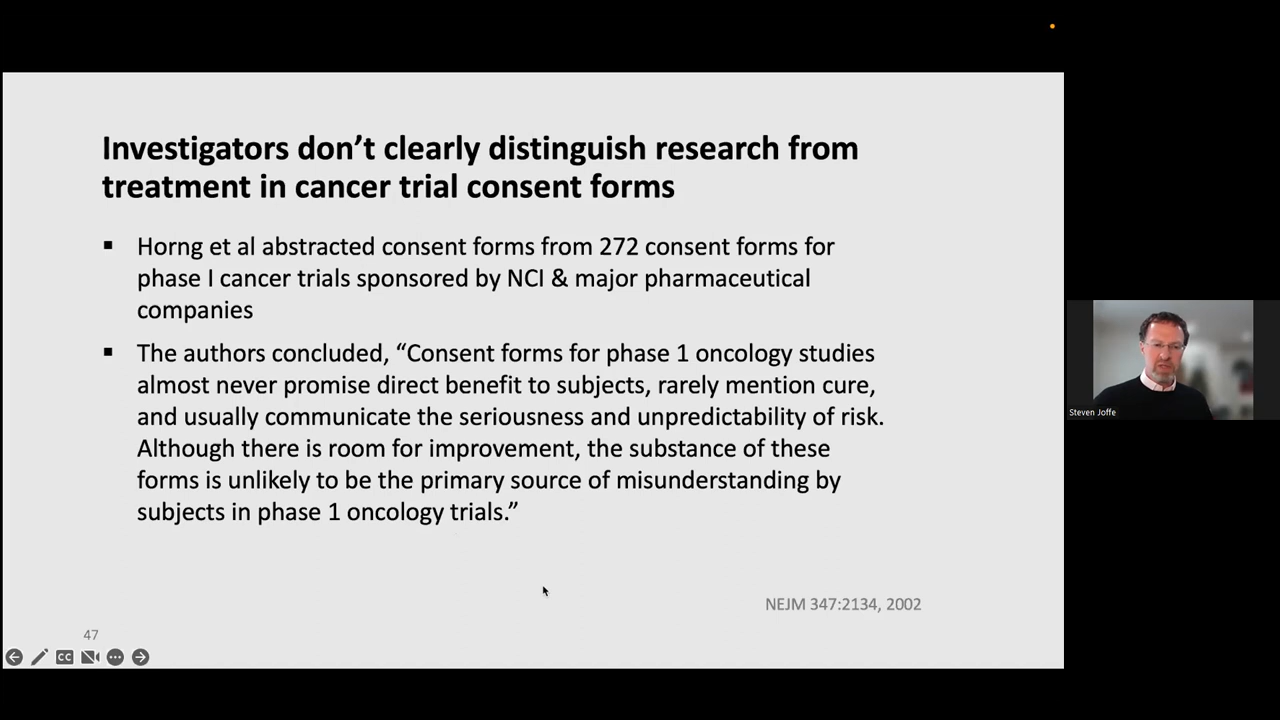 Investigators don’t clearly distinguish research from
treatment in cancer trial consent forms
▪ Horng et al abstracted consent forms from 272 consent forms for
phase I cancer trials sponsored by NCI & major pharmaceutical
companies
▪ The authors concluded, “Consent forms for phase 1 oncology studies
almost never promise direct benefit to subjects, rarely mention cure,
and usually communicate the seriousness and unpredictability of risk.
Although there is room for improvement, the substance of these
forms is unlikely to be the primary source of misunderstanding by
subjects in phase 1 oncology trials.”
NEJM 347:2134, 2002
47
CC
Steven Joffe